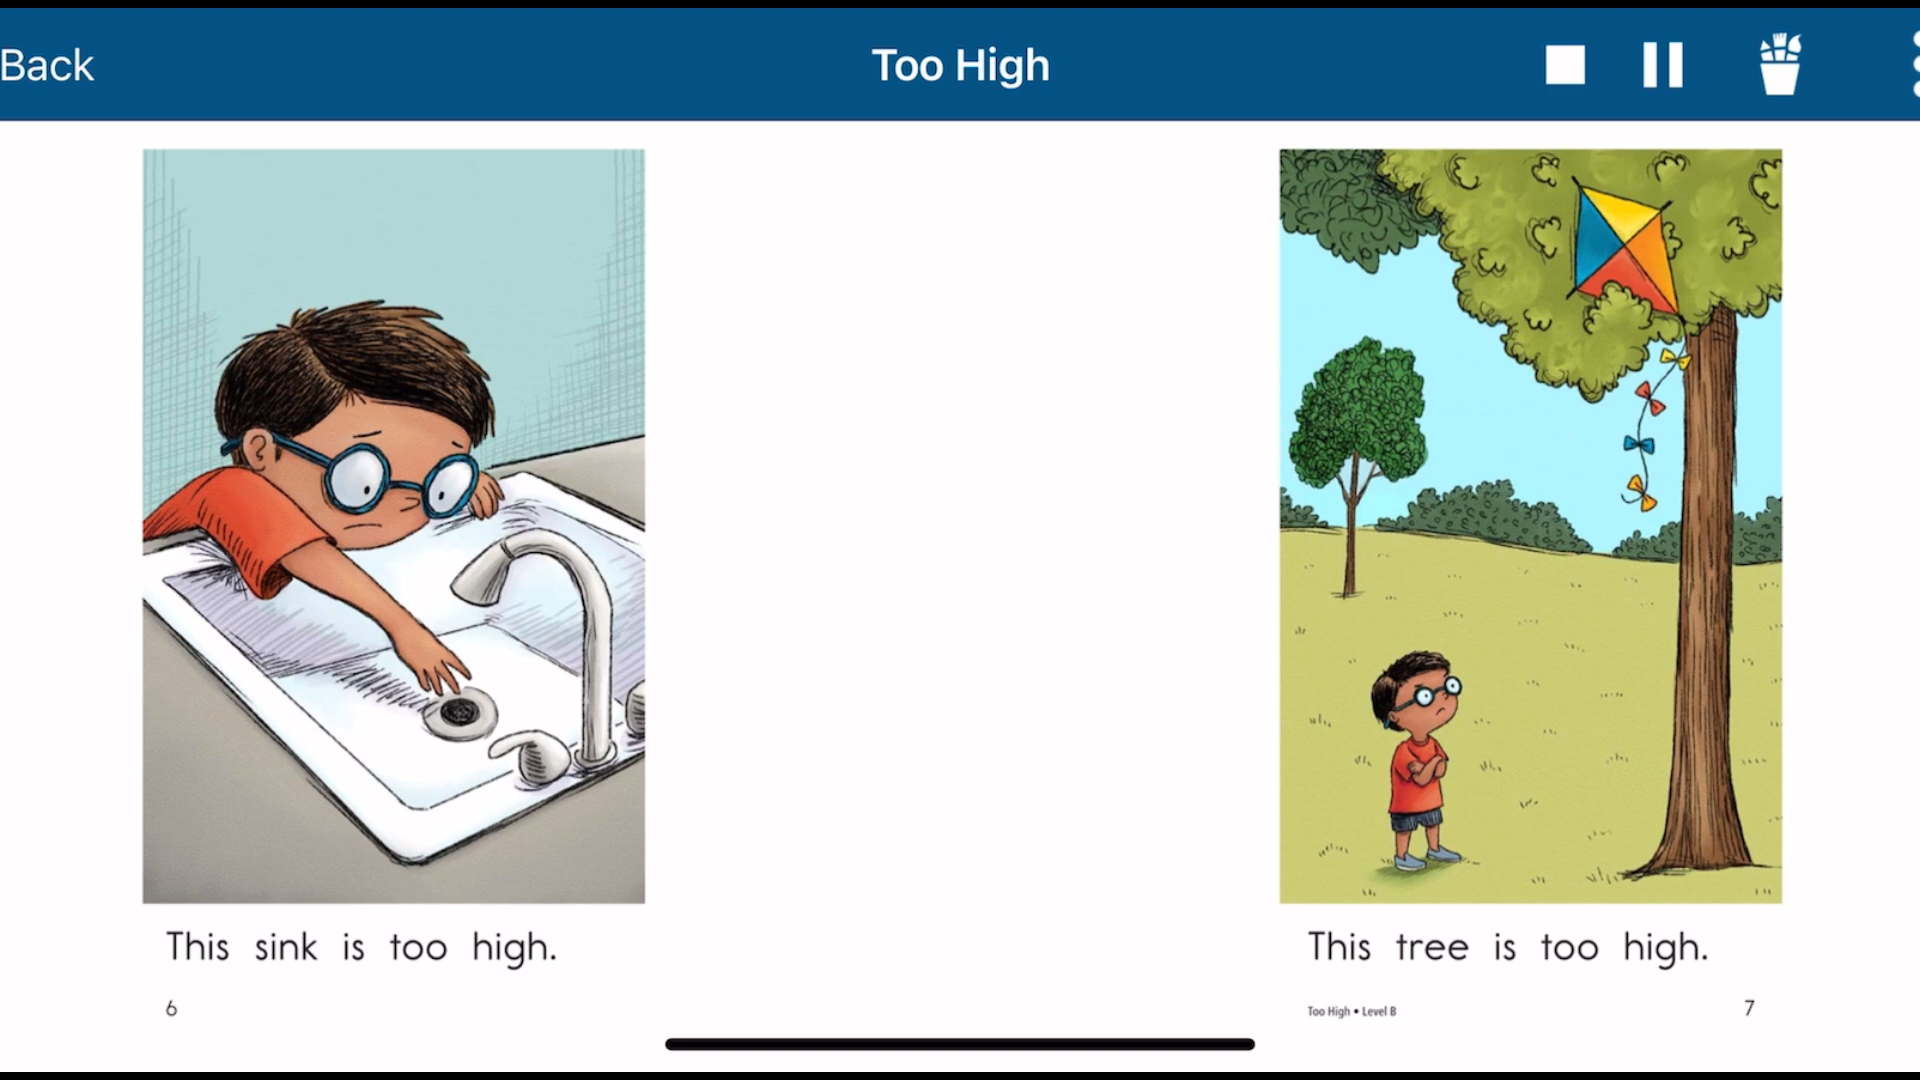 Back
Too High
This sink is too high.
6
This tree is too high.
Too High • Level B
7